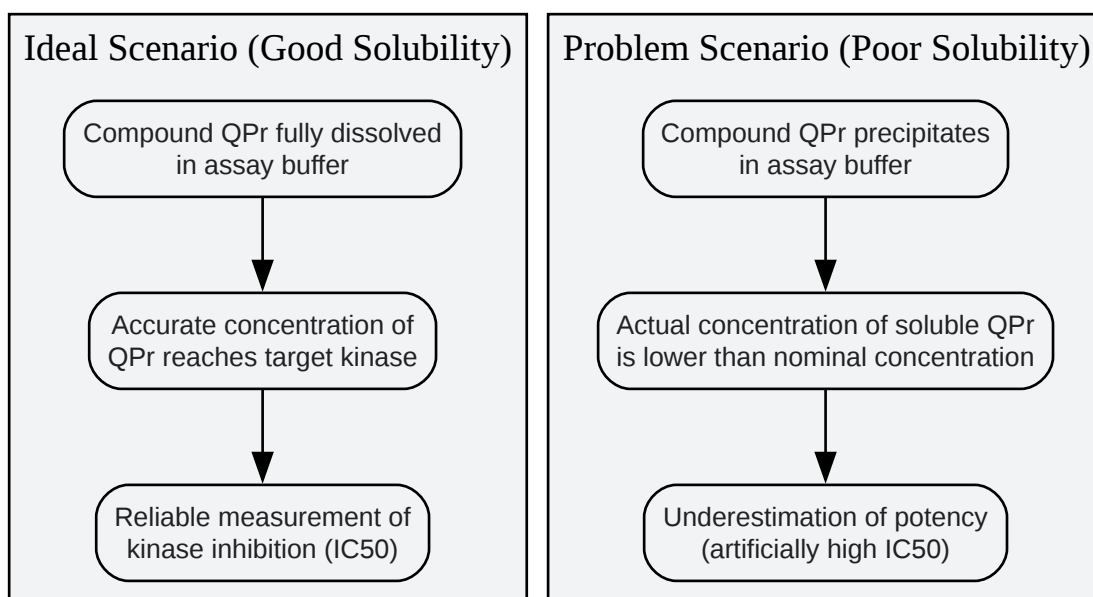 Ideal Scenario (Good Solubility)
Compound QPr fully dissolved
in assay buffer
Accurate concentration of
QPr reaches target kinase
Reliable measurement of
kinase inhibition (IC50)
Problem Scenario (Poor Solubility)
Compound QPr precipitates
in assay buffer
Actual concentration of soluble QPr
is lower than nominal concentration
Underestimation of potency
(artificially high IC50)